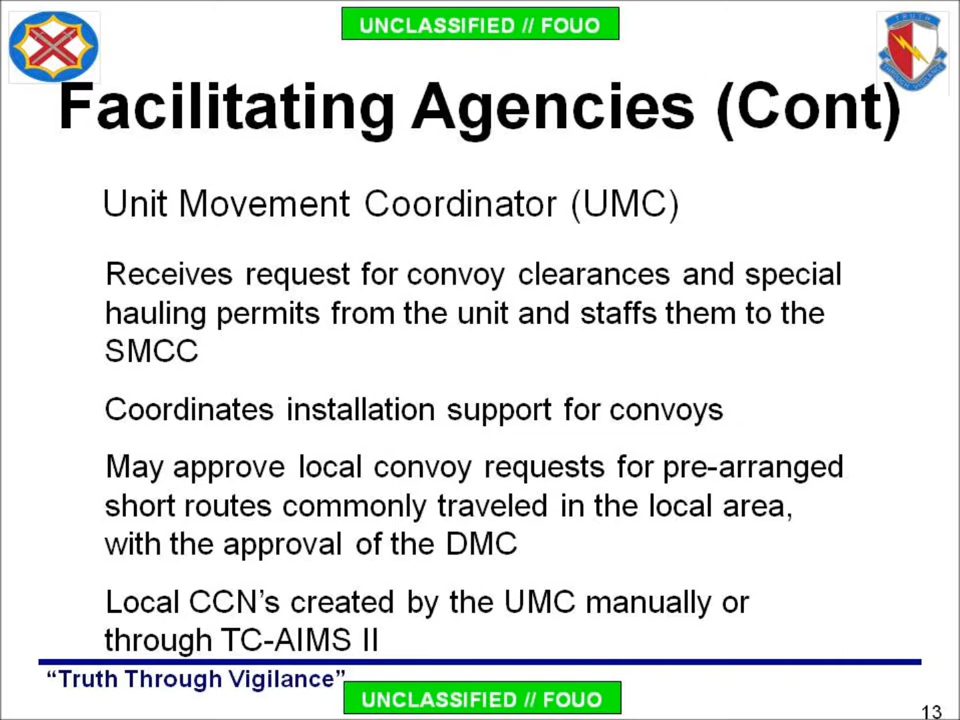 UNCLASSIFIED // FOUO
TRUTH
THROUGH VIGILANCE
Facilitating Agencies (Cont)
Unit Movement Coordinator (UMC)
Receives request for convoy clearances and special
hauling permits from the unit and staffs them to the
SMCC
Coordinates installation support for convoys
May approve local convoy requests for pre-arranged
short routes commonly traveled in the local area,
with the approval of the DMC
Local CCN’s created by the UMC manually or
through TC-AIMS II
“Truth Through Vigilance”
UNCLASSIFIED // FOUO
13